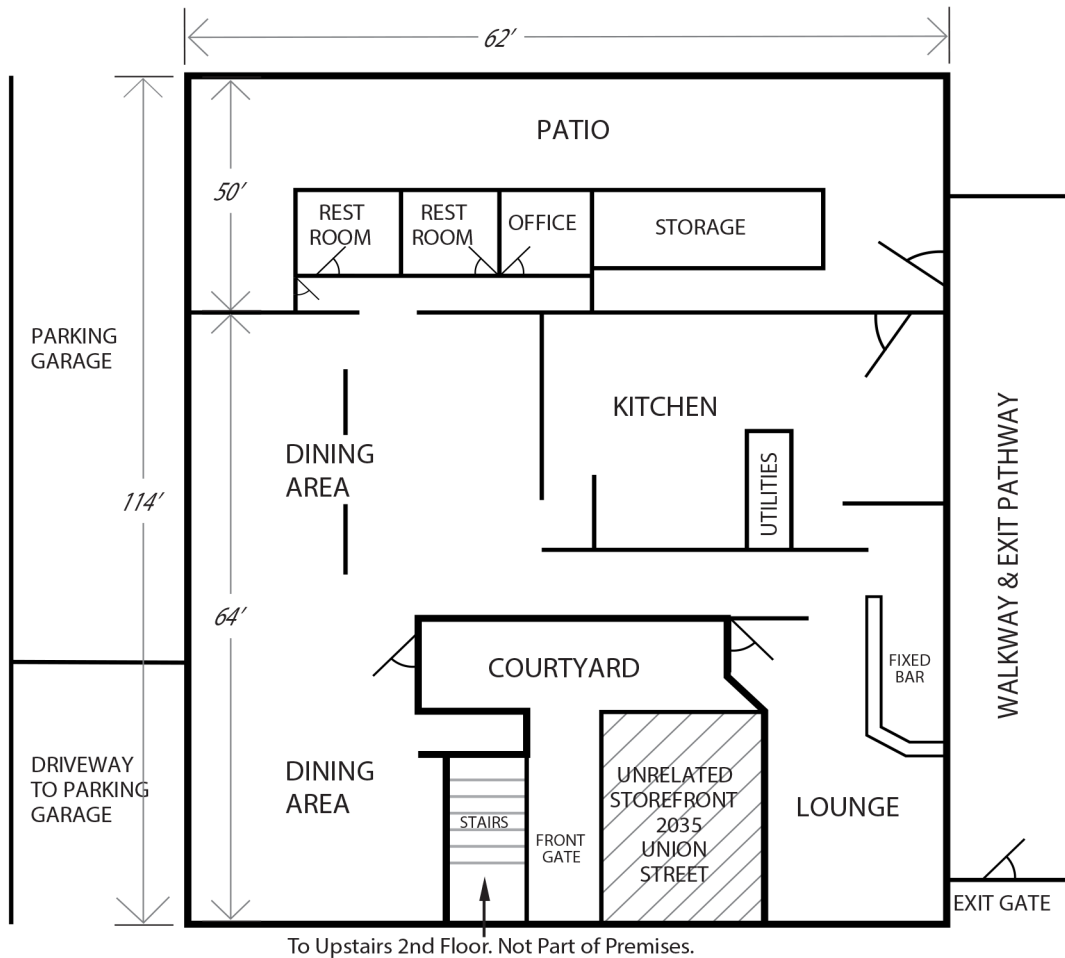 62'
PATIO
50'
REST
ROOM
REST
ROOM
OFFICE
STORAGE
PARKING
GARAGE
KITCHEN
DINING
AREA
UTILITIES
114'
WALKWAY & EXIT PATHWAY
64'
COURTYARD
FIXED
BAR
DRIVEWAY
TO PARKING
GARAGE
DINING
AREA
STAIRS
FRONT
GATE
UNRELATED
STOREFRONT
2035
UNION
STREET
LOUNGE
EXIT GATE
To Upstairs 2nd Floor. Not Part of Premises.